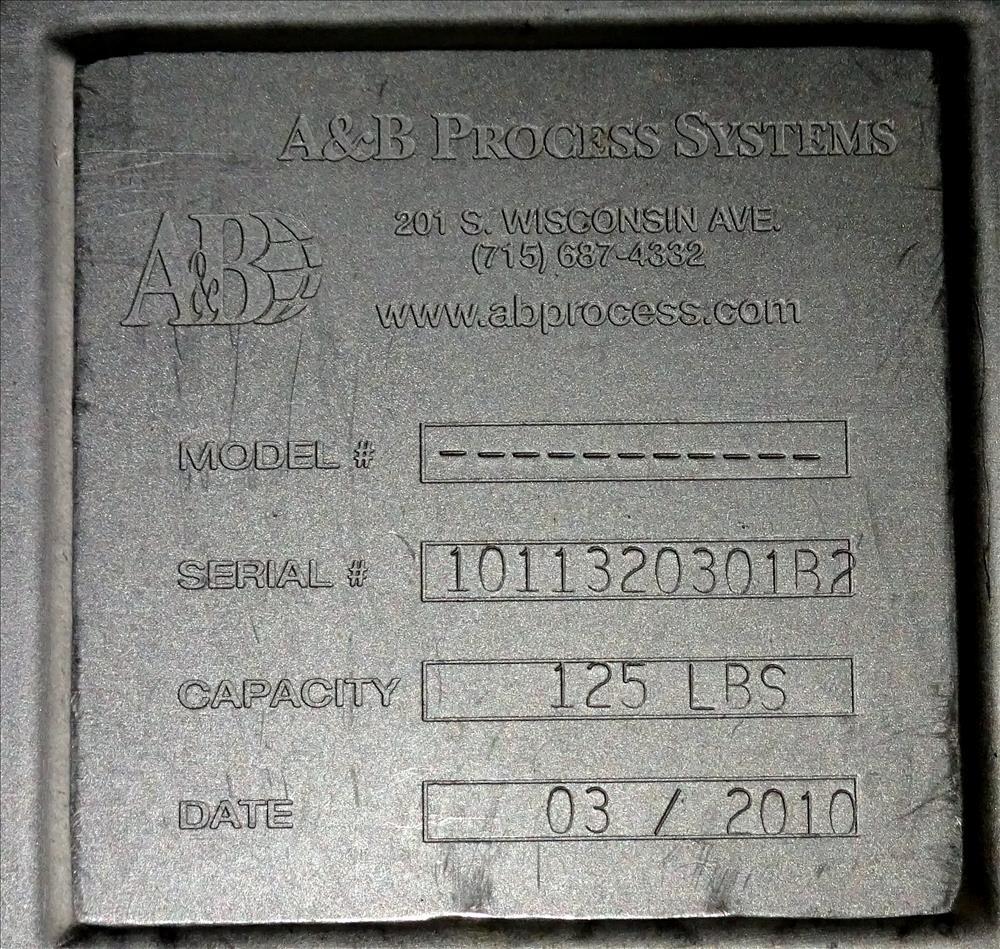 A&B PROCESS SYSTEMS
A&B
201 S. WISCONSIN AVE.
(715) 687-4332
www.abprocess.com
MODEL # -----------
SERIAL # 1011320301B2
CAPACITY 125 LBS
DATE 03 / 2010